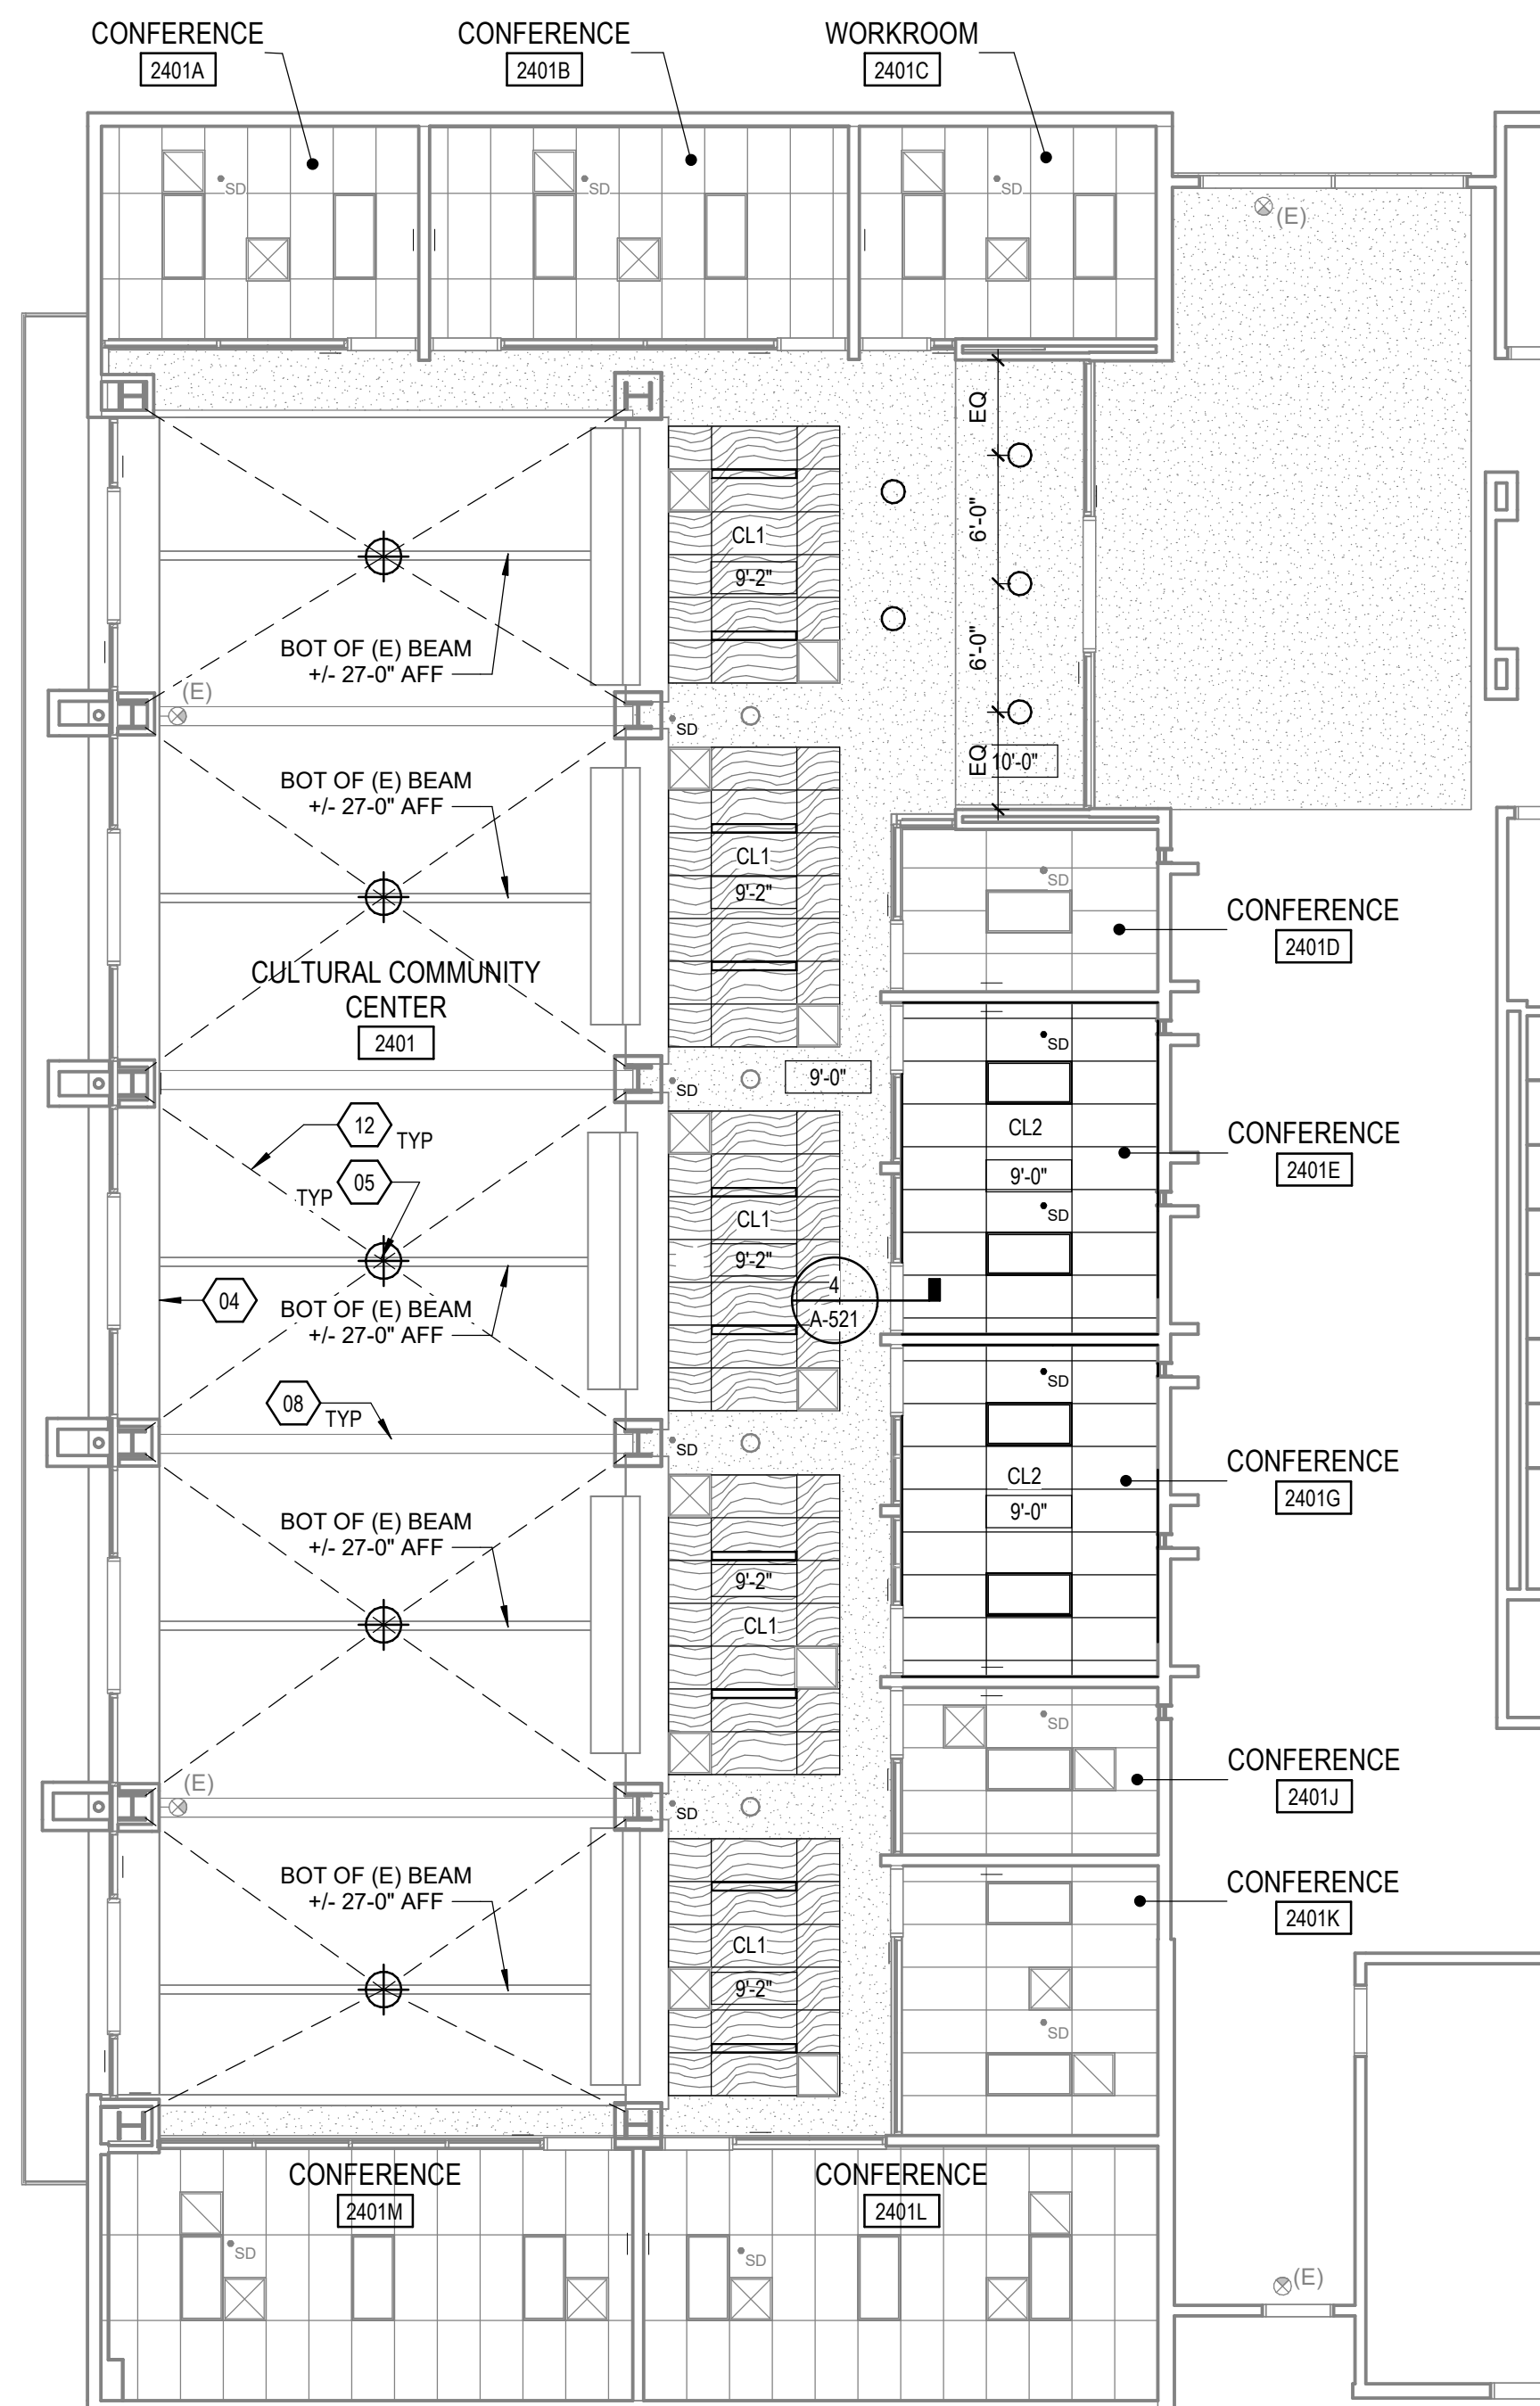 CONFERENCE
2401A
CONFERENCE
2401B
WORKROOM
2401C
SD
SD
SD
(E)
EQ
6'-0"
6'-0"
EQ
10'-0"
CL1
9'-2"
BOT OF (E) BEAM
+/- 27-0" AFF
(E)
SD
BOT OF (E) BEAM
+/- 27-0" AFF
CL1
9'-2"
SD
CONFERENCE
2401D
CULTURAL COMMUNITY
CENTER
2401
SD
9'-0"
SD
CL2
9'-0"
SD
CONFERENCE
2401E
12
TYP
05
TYP
CL1
9'-2"
4
A-521
04
BOT OF (E) BEAM
+/- 27-0" AFF
08
TYP
SD
SD
CL2
9'-0"
CONFERENCE
2401G
BOT OF (E) BEAM
+/- 27-0" AFF
9'-2"
CL1
SD
CONFERENCE
2401J
(E)
SD
BOT OF (E) BEAM
+/- 27-0" AFF
CONFERENCE
2401K
CL1
9'-2"
SD
CONFERENCE
2401M
CONFERENCE
2401L
SD
SD
(E)